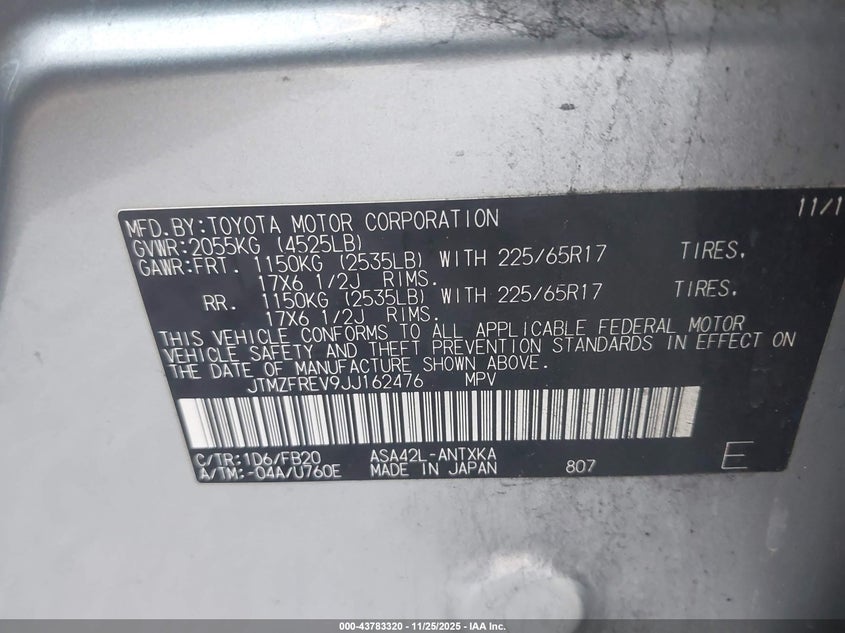 MFD.BY:TOYOTA MOTOR CORPORATION 11/1
GVWR:2055KG (4525LB)
GAWR:FRT. 1150KG (2535LB) WITH 225/65R17 TIRES,
17X6 1/2J RIMS.
RR. 1150KG (2535LB) WITH 225/65R17 TIRES,
17X6 1/2J RIMS.
THIS VEHICLE CONFORMS TO ALL APPLICABLE FEDERAL MOTOR
VEHICLE SAFETY AND THEFT PREVENTION STANDARDS IN EFFECT ON
THE DATE OF MANUFACTURE SHOWN ABOVE.
JTMZFREV9JJ162476 MPV
C/TR:1D6/FB20 ASA42L-ANTXKA
A/TM:-04A/U760E MADE IN JAPAN 807 E
000-43783320 | 11/25/2025 - IAA Inc.